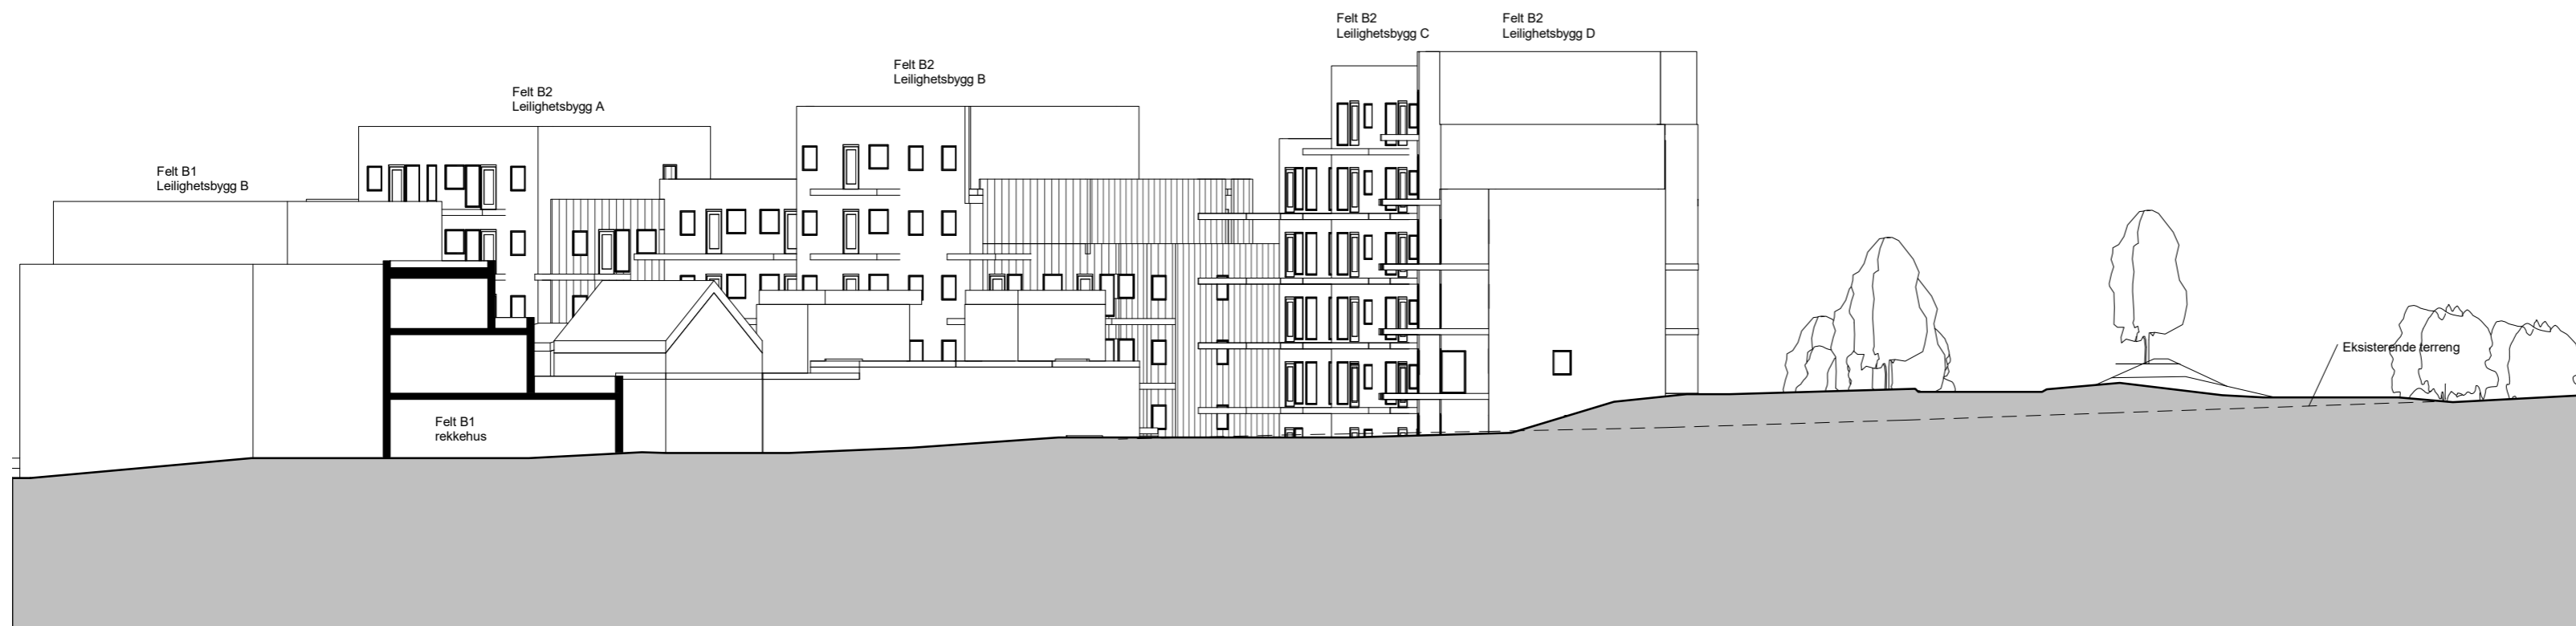 Felt B1
Leilighetsbygg B
Felt B2
Leilighetsbygg A
Felt B2
Leilighetsbygg B
Felt B2
Leilighetsbygg C
Felt B2
Leilighetsbygg D
Eksisterende terreng
Felt B1
rekkehus